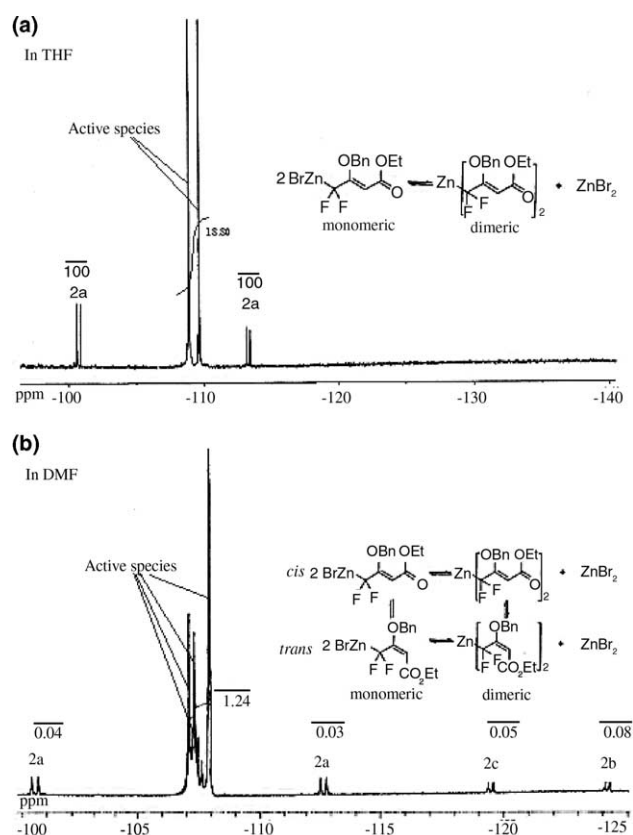 (a)
In THF
Active species
18.80
100
2a
100
2a
OBn OEt
2 BrZn
O
F F
monomeric
Zn
OBn OEt
O
F F
2
dimeric
+ ZnBr2
ppm -100 -110 -120 -130 -140
(b)
In DMF
Active species
cis 2 BrZn
OBn OEt
O
F F
Zn
OBn OEt
O
F F
2
+ ZnBr2
trans 2 BrZn
OBn
F F
CO2Et
monomeric
Zn
OBn
F F
CO2Et
2
dimeric
+ ZnBr2
0.04
2a
1.24
0.03
2a
0.05
2c
0.08
2b
ppm
-100 -105 -110 -115 -120 -125